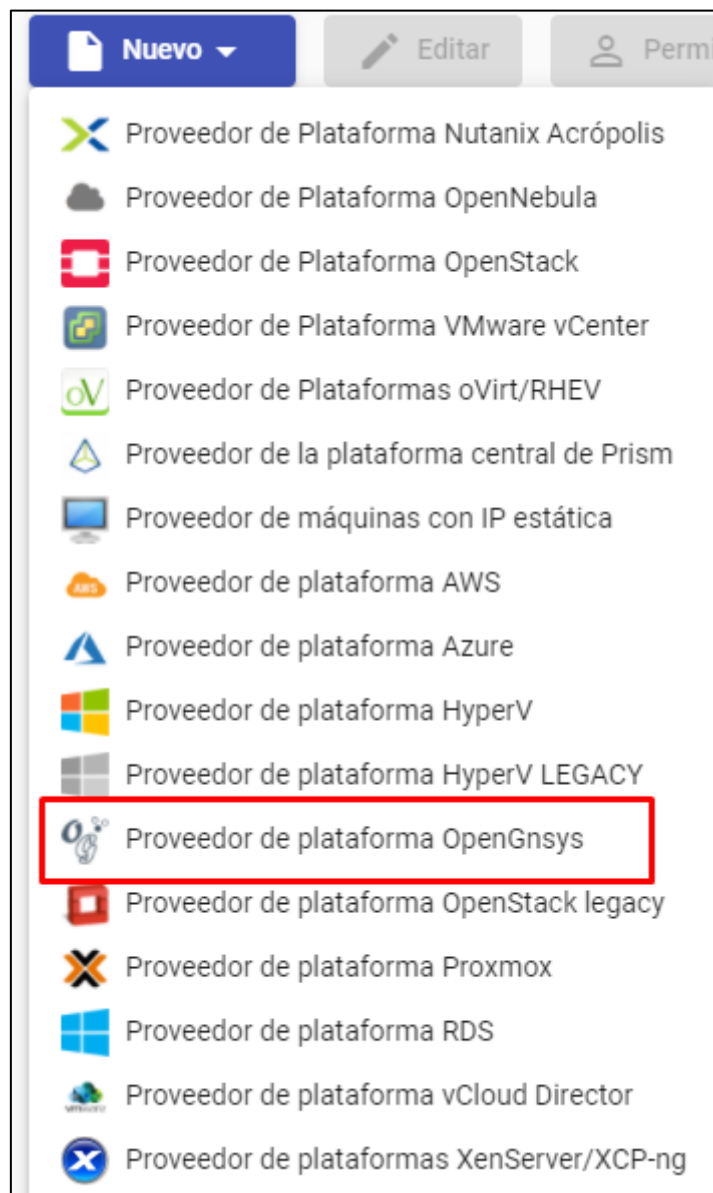 Nuevo
Editar
Permi
Proveedor de Plataforma Nutanix Acrópolis
Proveedor de Plataforma OpenNebula
Proveedor de Plataforma OpenStack
Proveedor de Plataforma VMware vCenter
oV Proveedor de Plataformas oVirt/RHEV
Proveedor de la plataforma central de Prism
Proveedor de máquinas con IP estática
AWS Proveedor de plataforma AWS
Proveedor de plataforma Azure
Proveedor de plataforma HyperV
Proveedor de plataforma HyperV LEGACY
Proveedor de plataforma OpenGnsys
Proveedor de plataforma OpenStack legacy
Proveedor de plataforma Proxmox
Proveedor de plataforma RDS
vmware Proveedor de plataforma vCloud Director
Proveedor de plataformas XenServer/XCP-ng